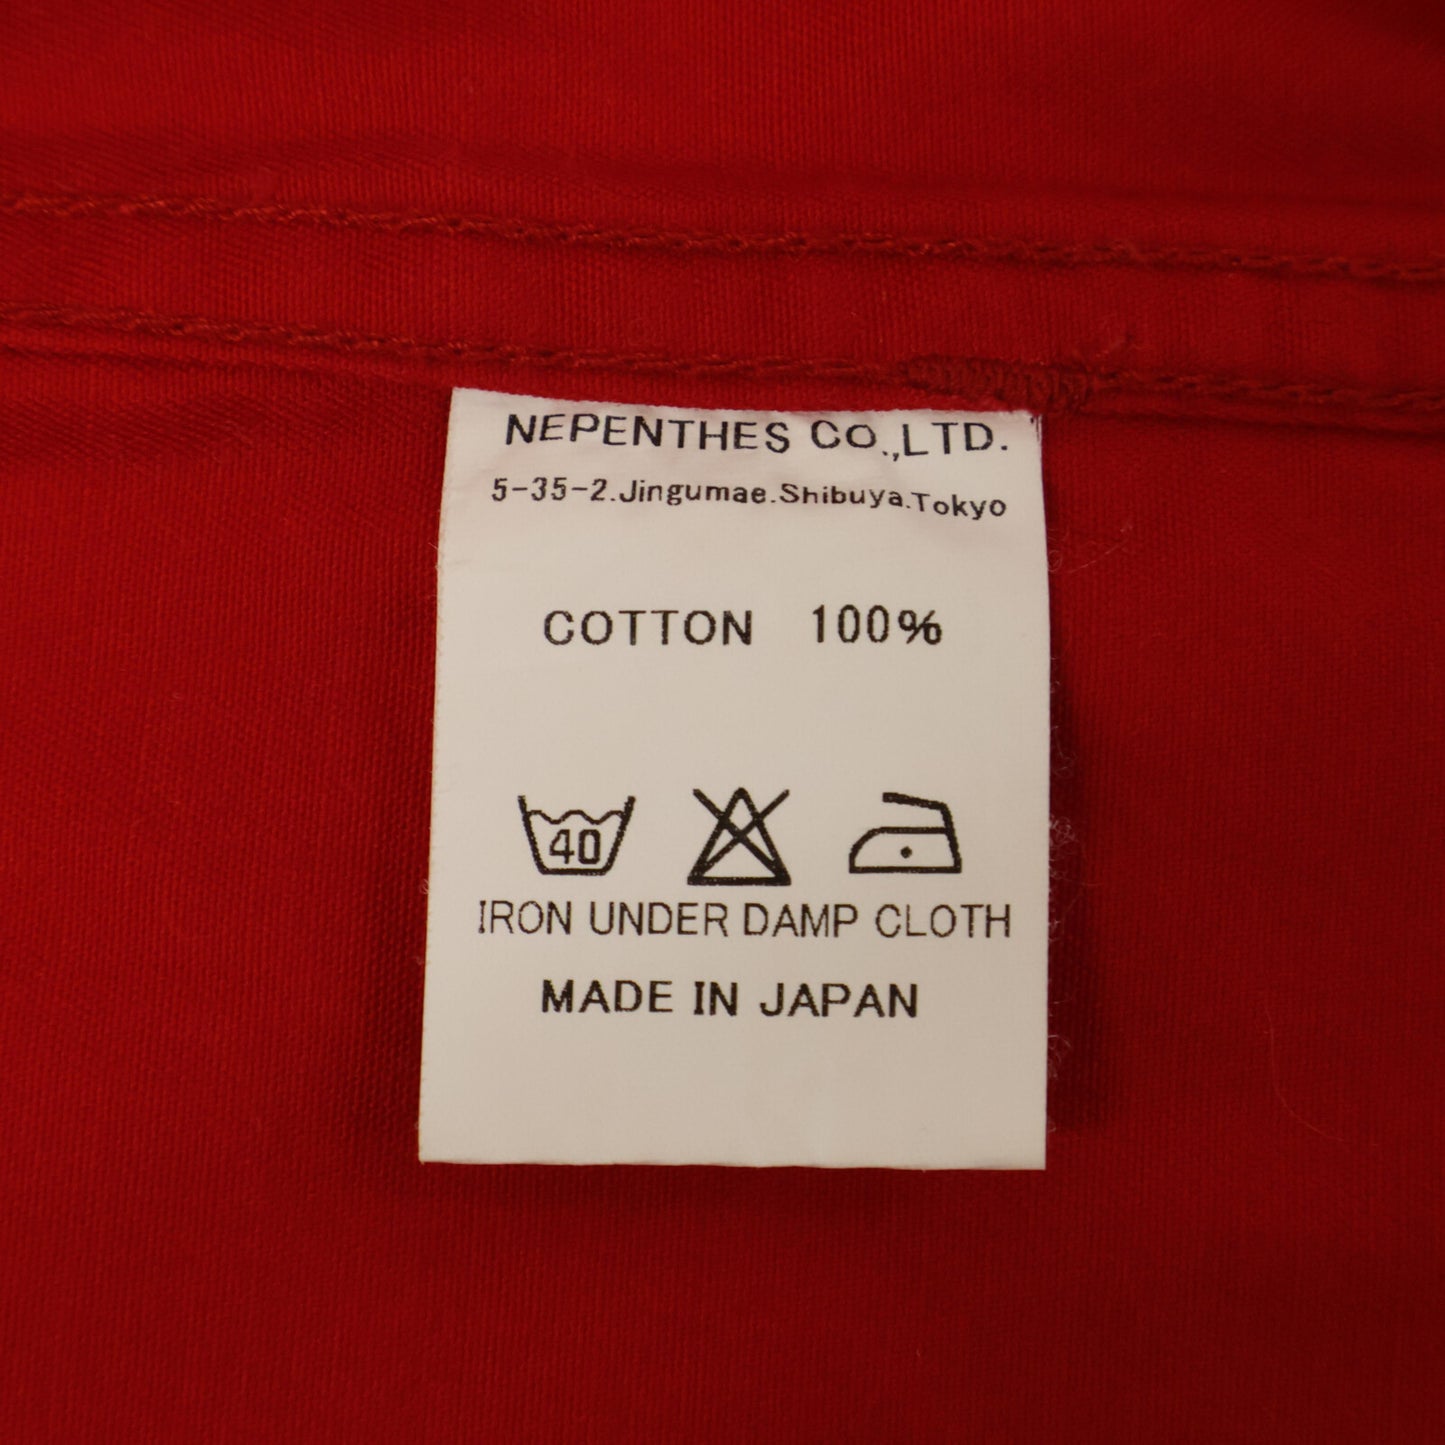 NEPENTHES CO.,LTD.
5-35-2.Jingumae.Shibuya.Tokyo
COTTON 100%
40
IRON UNDER DAMP CLOTH
MADE IN JAPAN